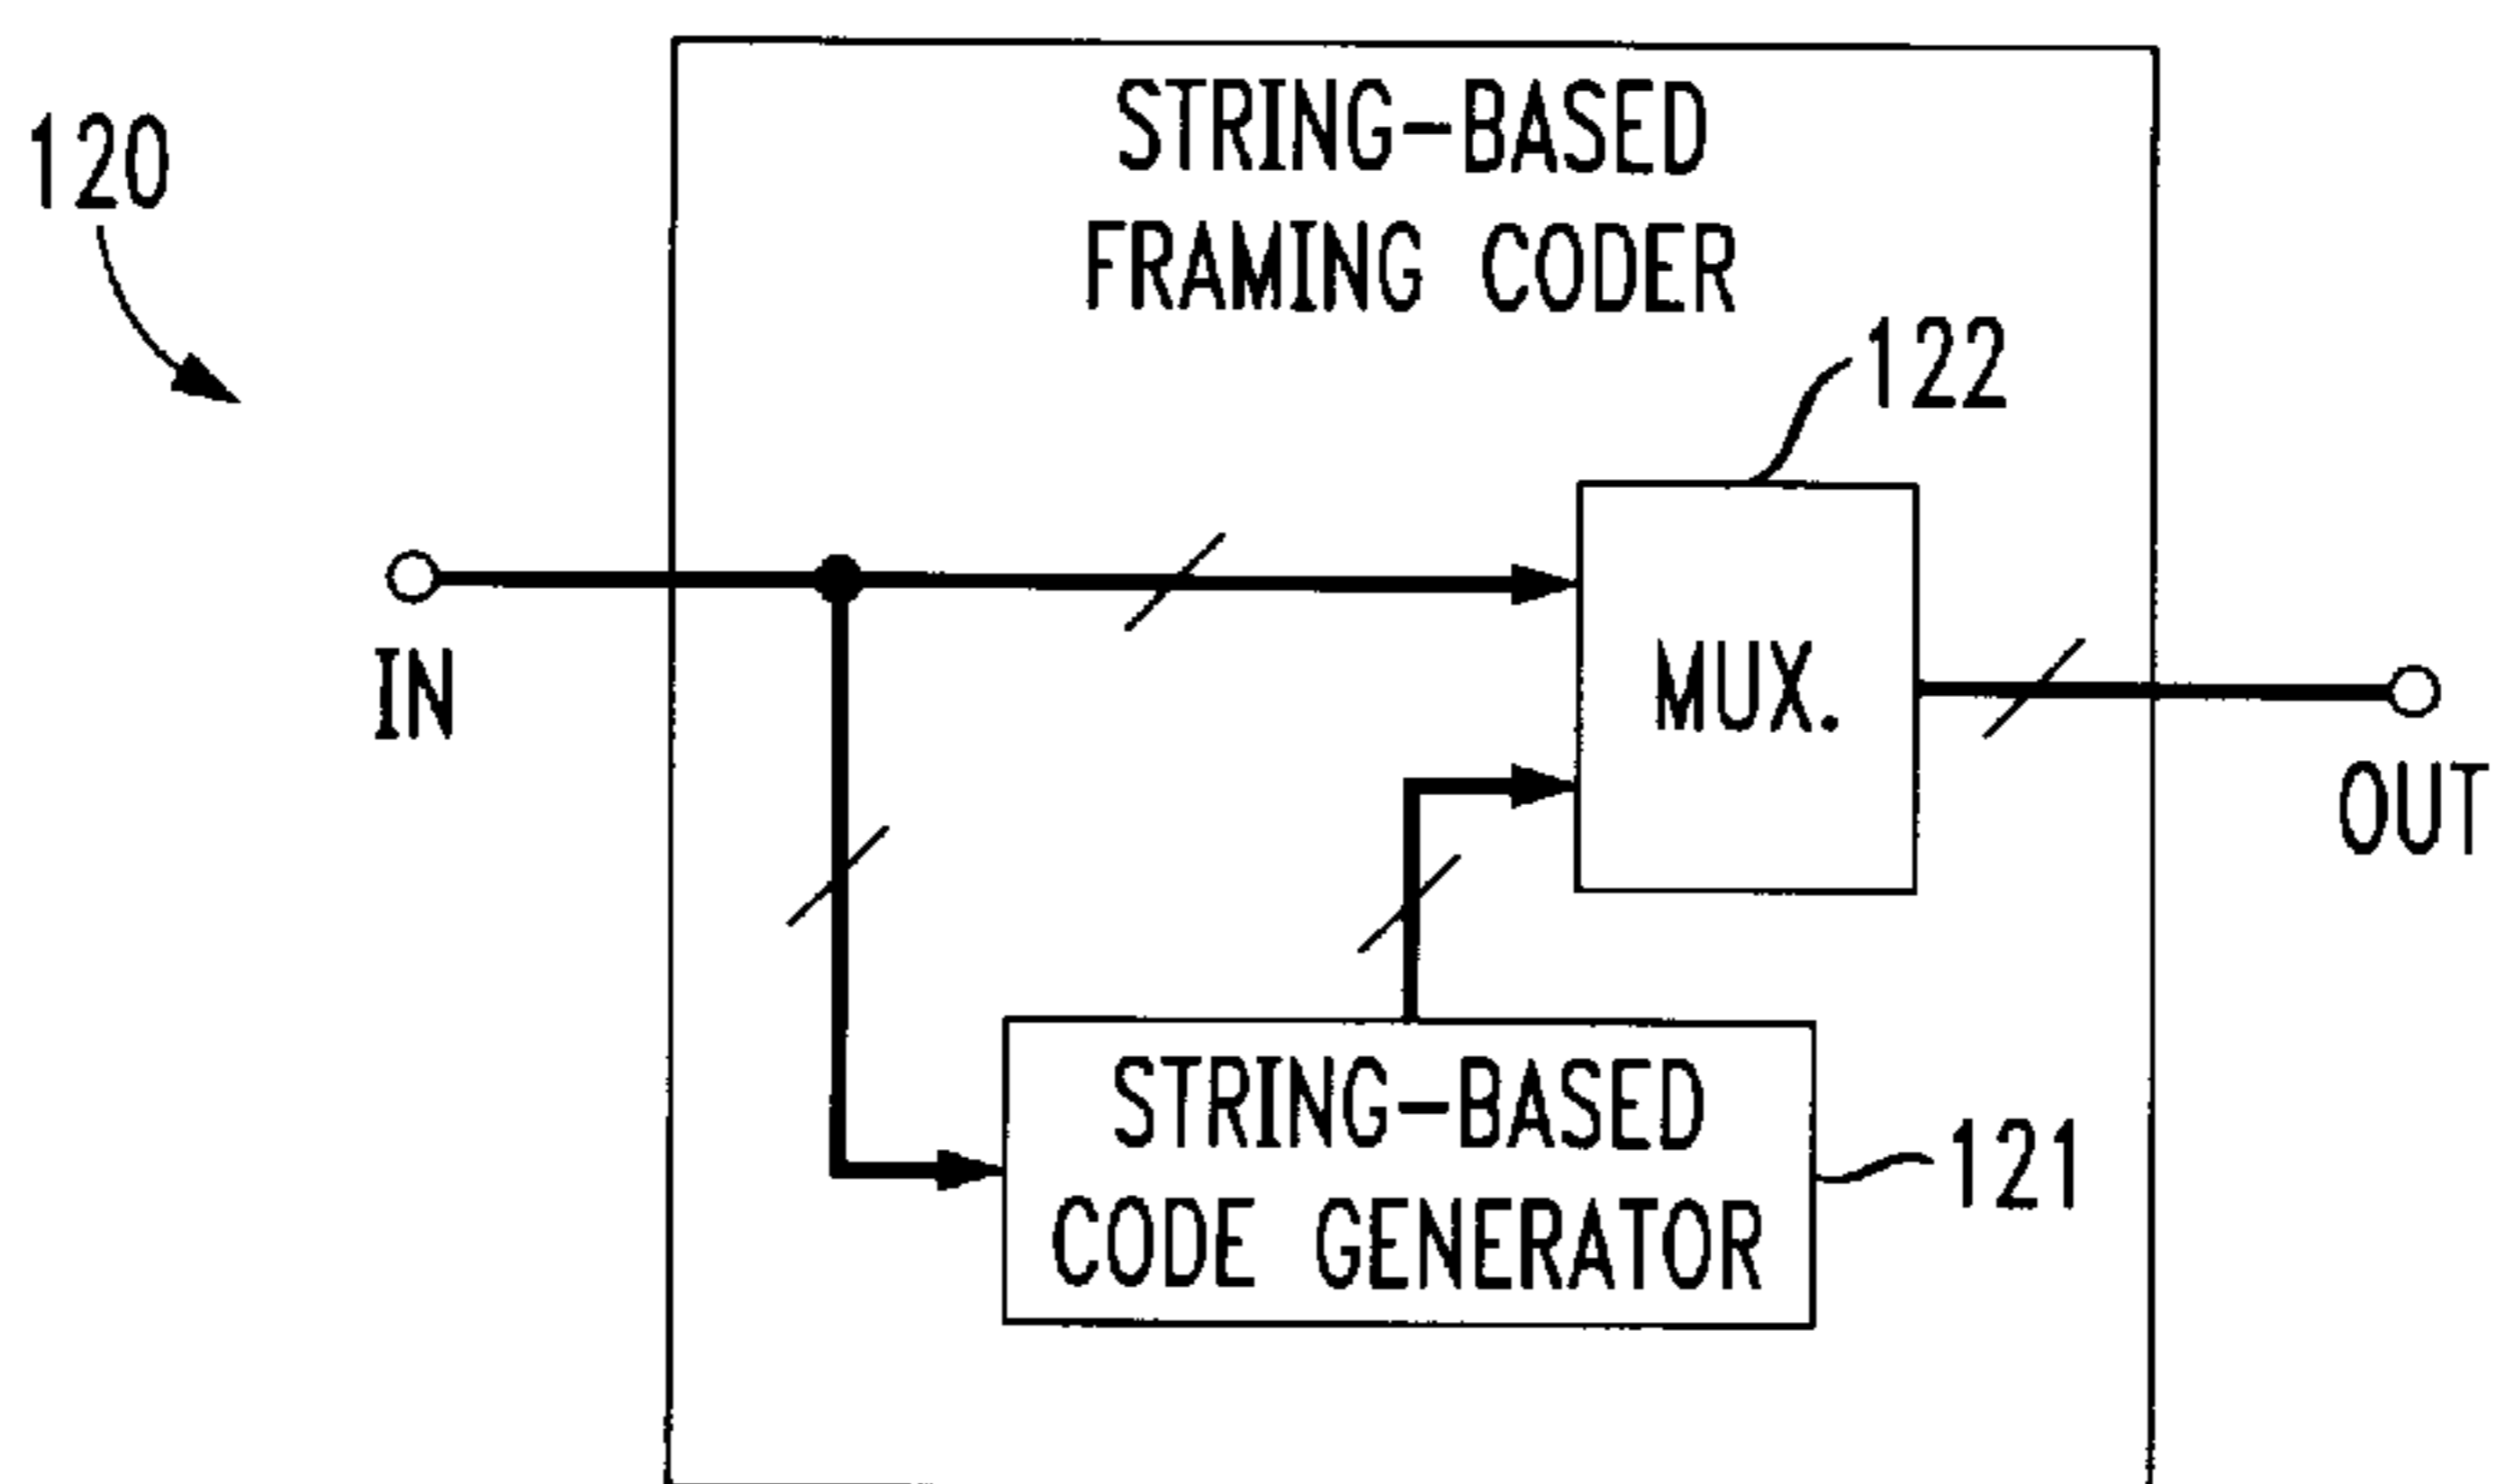 120
STRING-BASED
FRAMING CODER
122
IN
MUX.
OUT
STRING-BASED
CODE GENERATOR
121